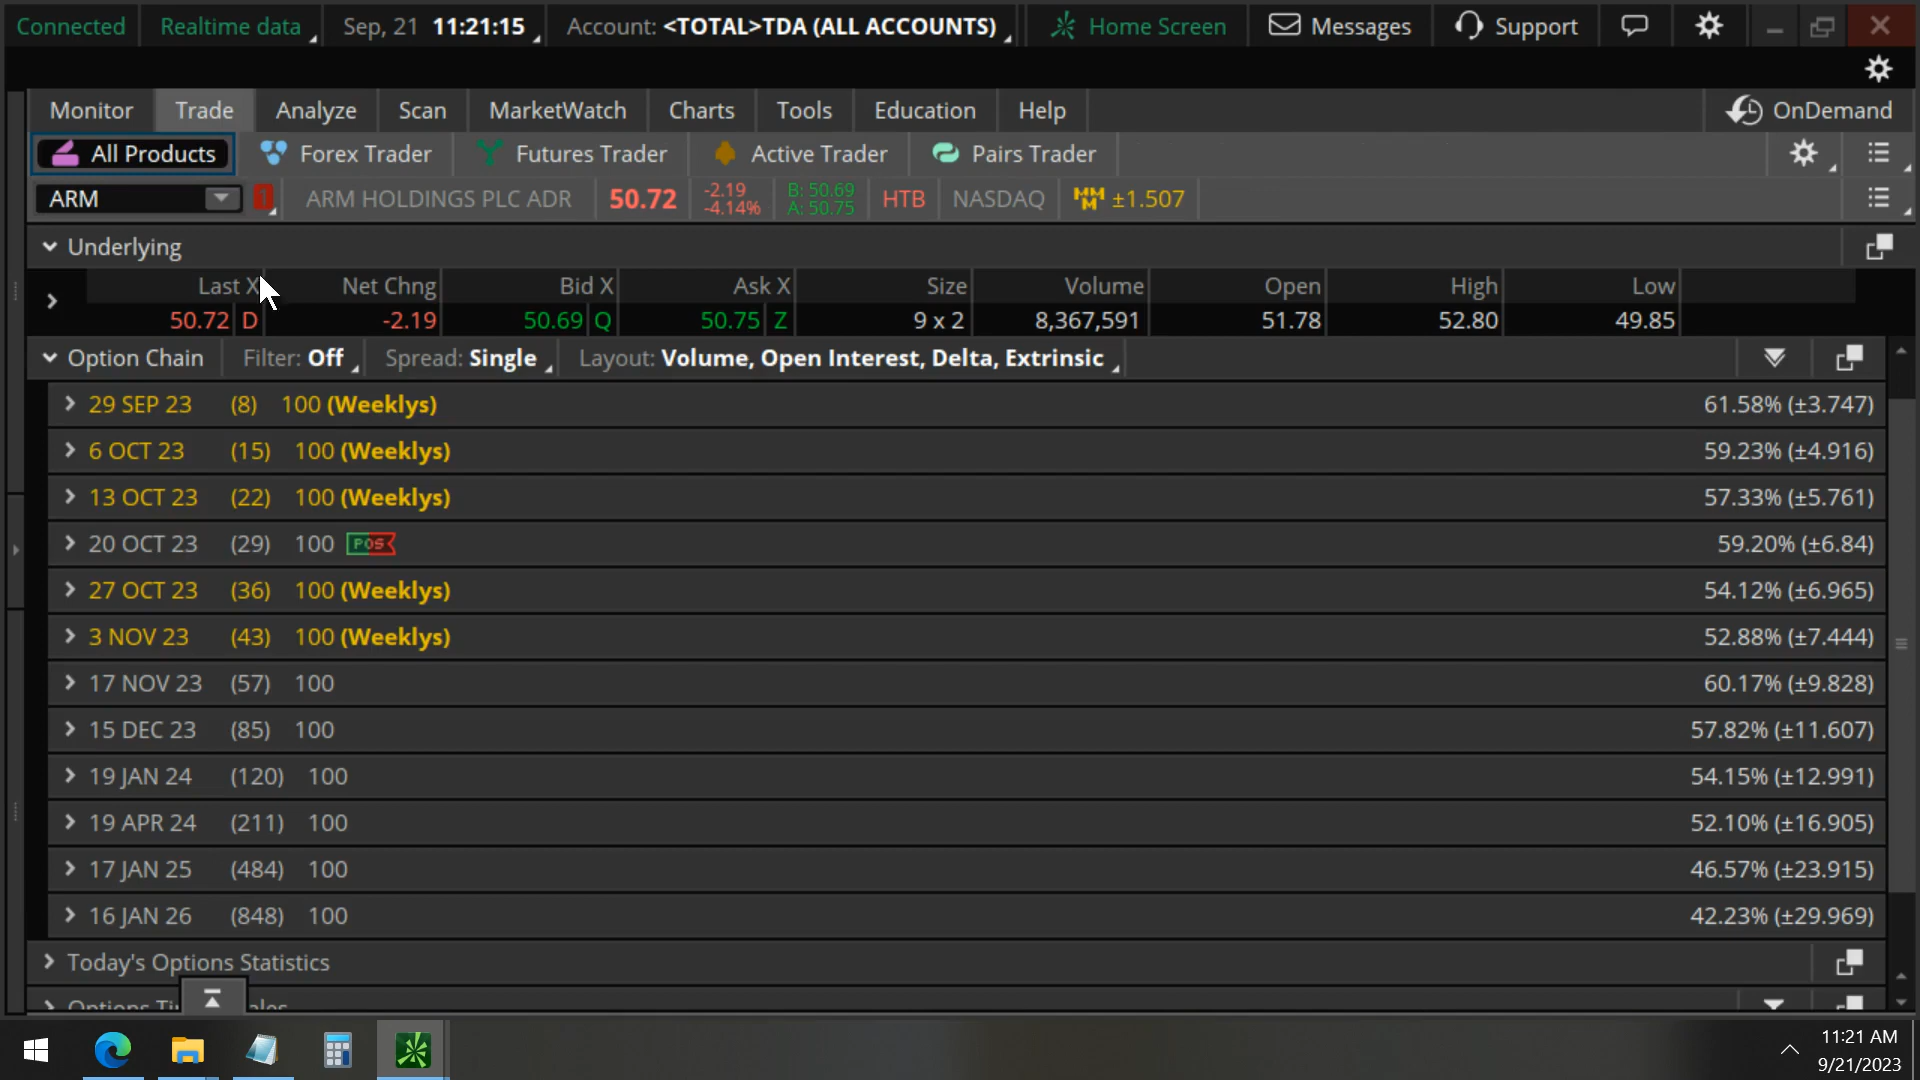 Connected Realtime data Sep, 21 11:21:15 Account: <TOTAL>TDA (ALL ACCOUNTS) Home Screen Messages Support
Monitor Trade Analyze Scan MarketWatch Charts Tools Education Help OnDemand
All Products Forex Trader Futures Trader Active Trader Pairs Trader
ARM 1 ARM HOLDINGS PLC ADR 50.72 -2.19 -4.14% B: 50.69 A: 50.75 HTB NASDAQ MMM ±1.507
Underlying
Last X Net Chng Bid X Ask X Size Volume Open High Low
50.72 D -2.19 50.69 Q 50.75 Z 9 x 2 8,367,591 51.78 52.80 49.85
Option Chain Filter: Off Spread: Single Layout: Volume, Open Interest, Delta, Extrinsic
29 SEP 23 (8) 100 (Weeklys) 61.58% (±3.747)
6 OCT 23 (15) 100 (Weeklys) 59.23% (±4.916)
13 OCT 23 (22) 100 (Weeklys) 57.33% (±5.761)
20 OCT 23 (29) 100 POS 59.20% (±6.84)
27 OCT 23 (36) 100 (Weeklys) 54.12% (±6.965)
3 NOV 23 (43) 100 (Weeklys) 52.88% (±7.444)
17 NOV 23 (57) 100 60.17% (±9.828)
15 DEC 23 (85) 100 57.82% (±11.607)
19 JAN 24 (120) 100 54.15% (±12.991)
19 APR 24 (211) 100 52.10% (±16.905)
17 JAN 25 (484) 100 46.57% (±23.915)
16 JAN 26 (848) 100 42.23% (±29.969)
Today's Options Statistics
Options
11:21 AM
9/21/2023